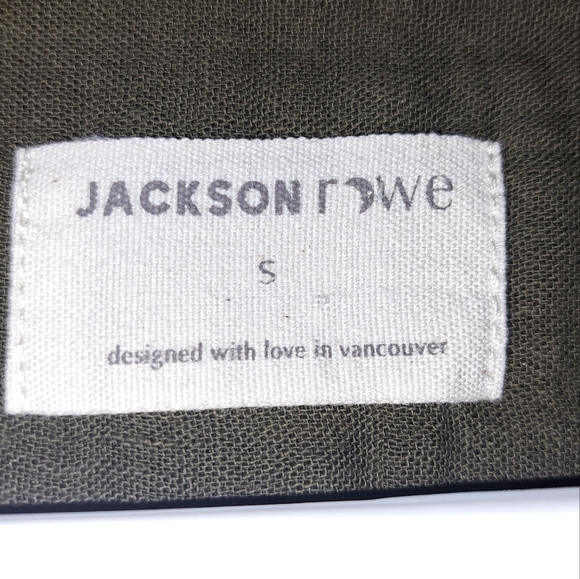 JACKSON rowe
S
designed with love in vancouver